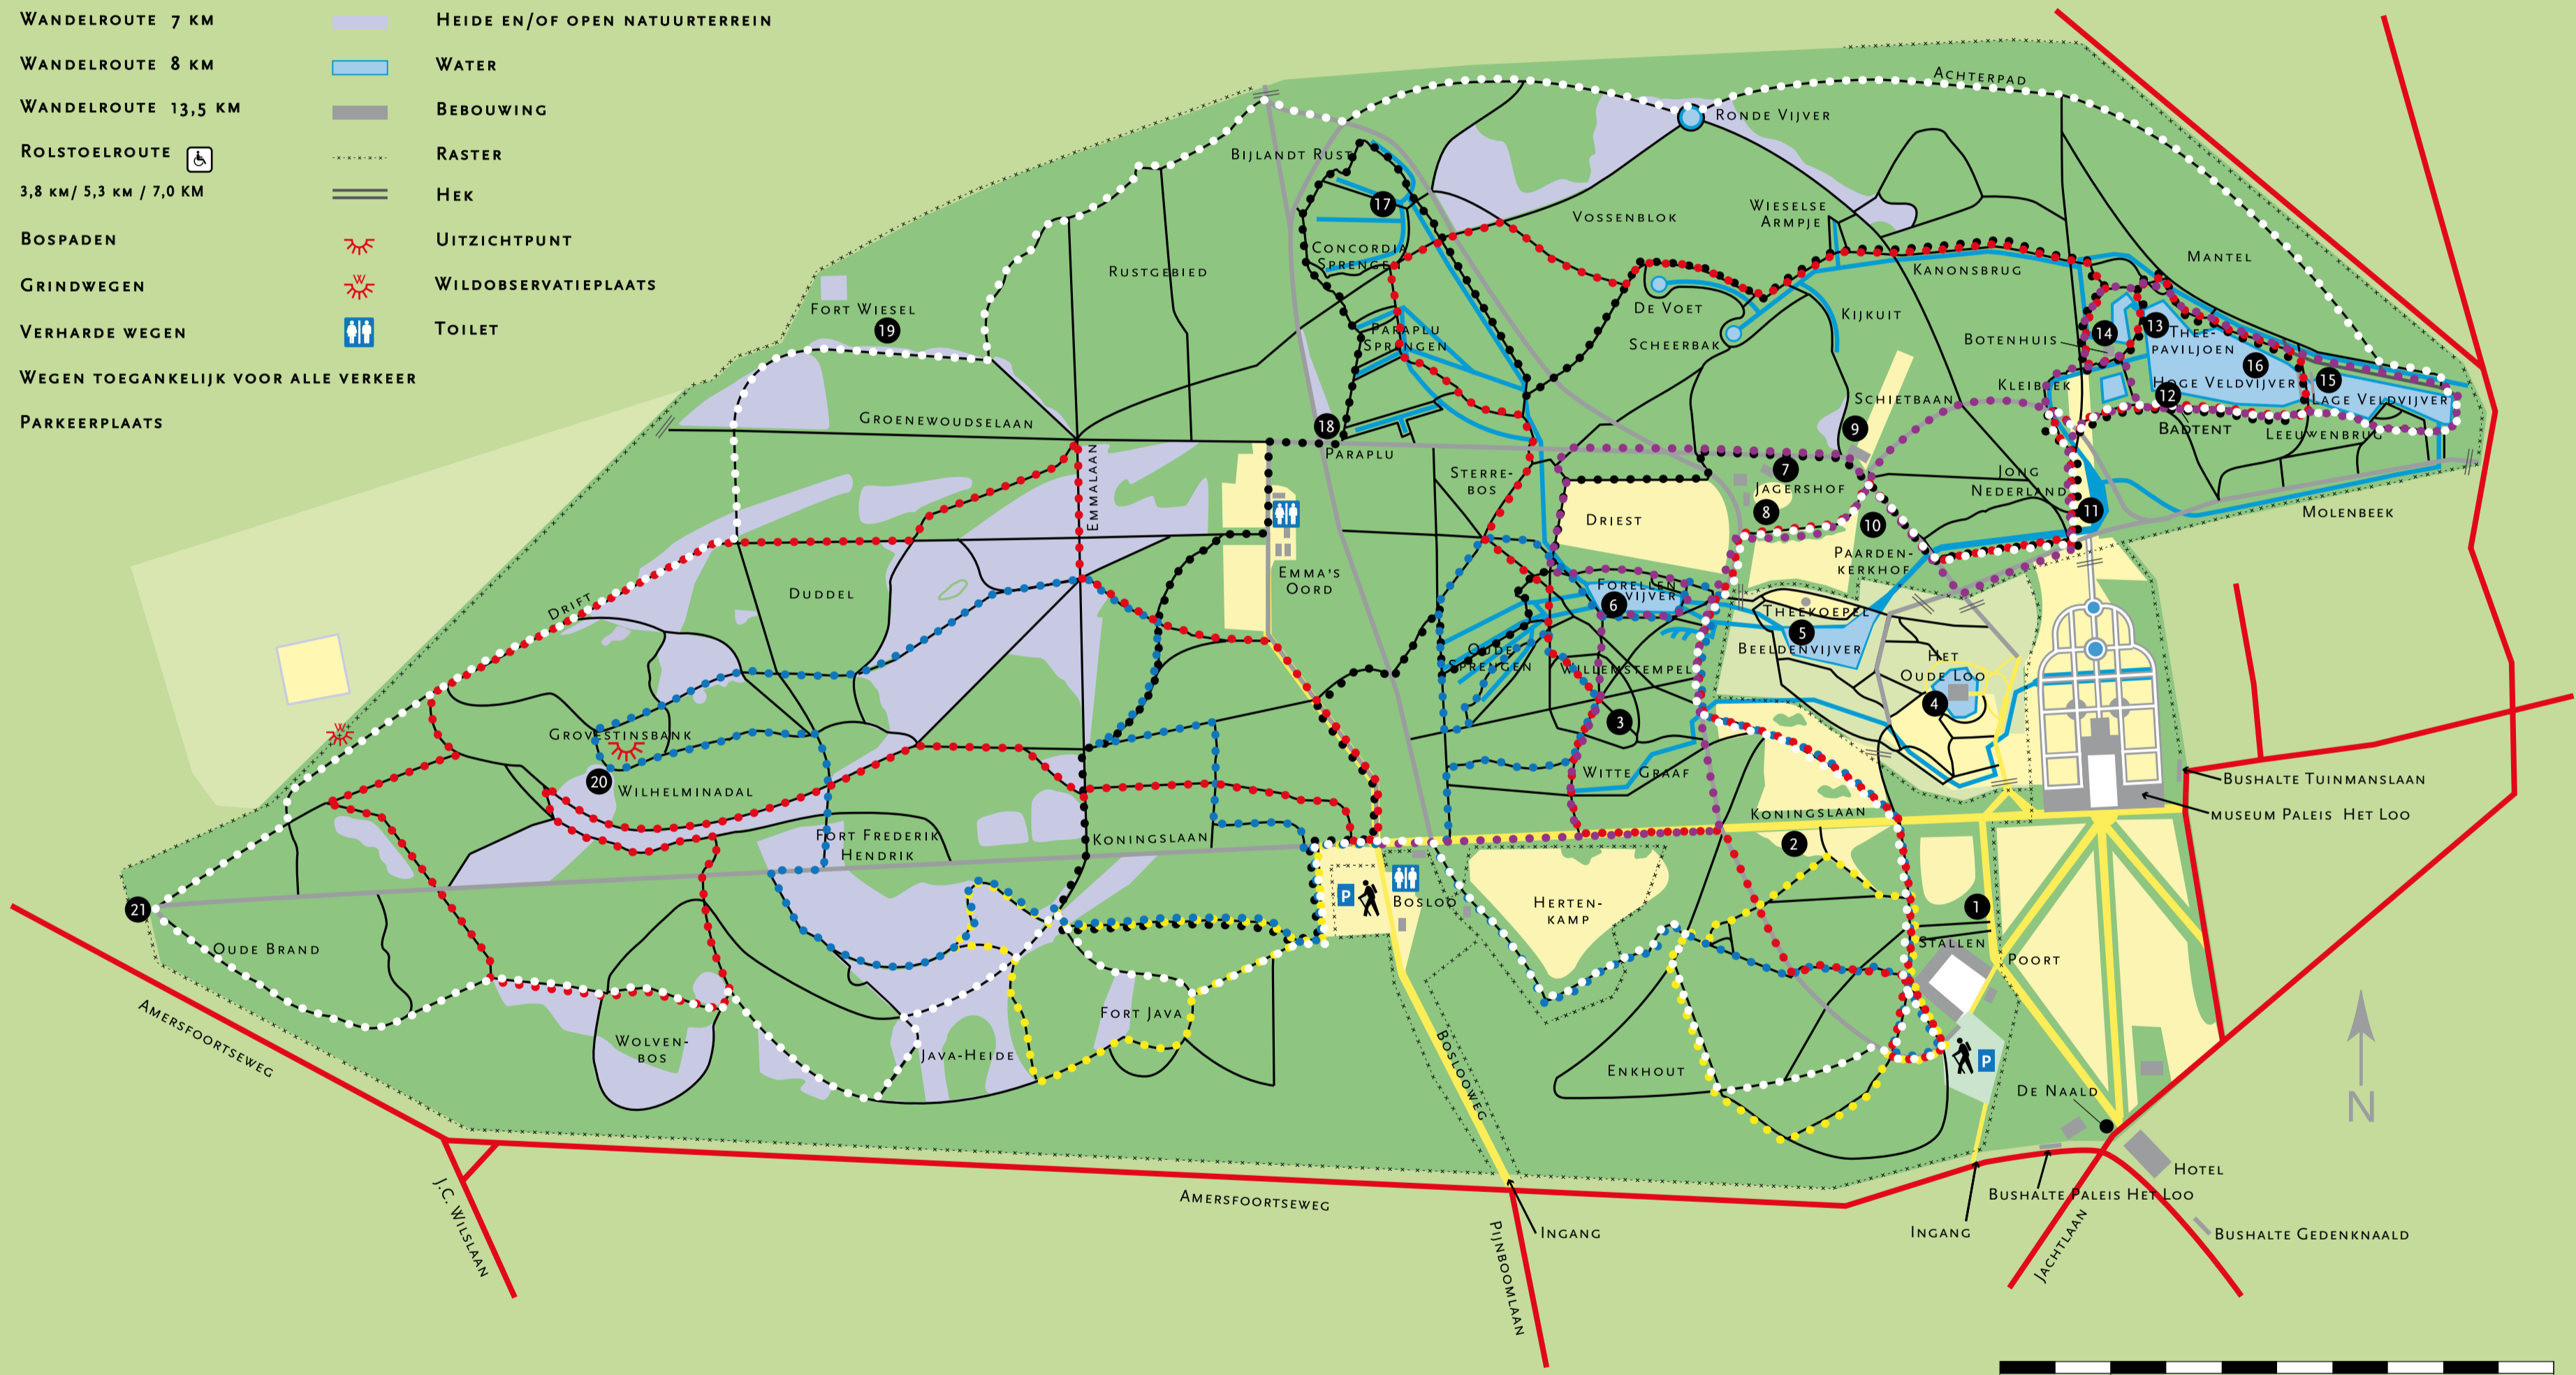 Wandelroute 7 km
Wandelroute 8 km
Wandelroute 13,5 km
Rolstoelroute
3,8 km/ 5,3 km / 7,0 km
Bospaden
Grindwegen
Verharde wegen
Wegen toegankelijk voor alle verkeer
Parkeerplaats
Heide en/of open natuurterrein
Water
Bebouwing
Raster
Hek
Uitzichtpunt
W
Wildobservatieplaats
Toilet
Achterpad
Ronde Vijver
Bijlandt Rust
17
Vossenblok
Wieselse
Armpje
Concordia
Sprengen
Rustgebied
Kanonsbrug
Mantel
De Voet
Kijkuit
Fort Wiesel
19
Paraplu
Sprengen
Scheerbak
Botenhuis
14
13
Thee-
paviljoen
16
15
Kleibeek
Hoge Veldvijver
12
Lage Veldvijver
Schietbaan
9
Badtent
Leeuwenbrug
Groenewoudselaan
18
Paraplu
Emmalaan
Sterre-
bos
7
Jagershof
8
Jong
Nederland
11
Molenbeek
Driest
10
Paarden-
kerkhof
Emma's
Oord
Duddel
Drift
Forellen
vijver
6
Theekoepel
5
Beeldenvijver
Oude
Sprengen
Willemstempel
Het
Oude Loo
4
3
W
Grovestinsbank
20
Wilhelminadal
Witte Graaf
Bushalte Tuinmanslaan
museum Paleis Het Loo
Koningslaan
2
Fort Frederik
Hendrik
Koningslaan
P
Bosloo
Herten-
kamp
1
21
Oude Brand
Stallen
Poort
Fort Java
Wolven-
bos
Java-Heide
Bosloöweg
Enkhout
P
De Naald
N
Amersfoortseweg
Hotel
J.C. Wilslaan
Amersfoortseweg
Bushalte Paleis Het Loo
Ingang
Pijnboomlaan
Ingang
Jachtlaan
Bushalte Gedenknaald